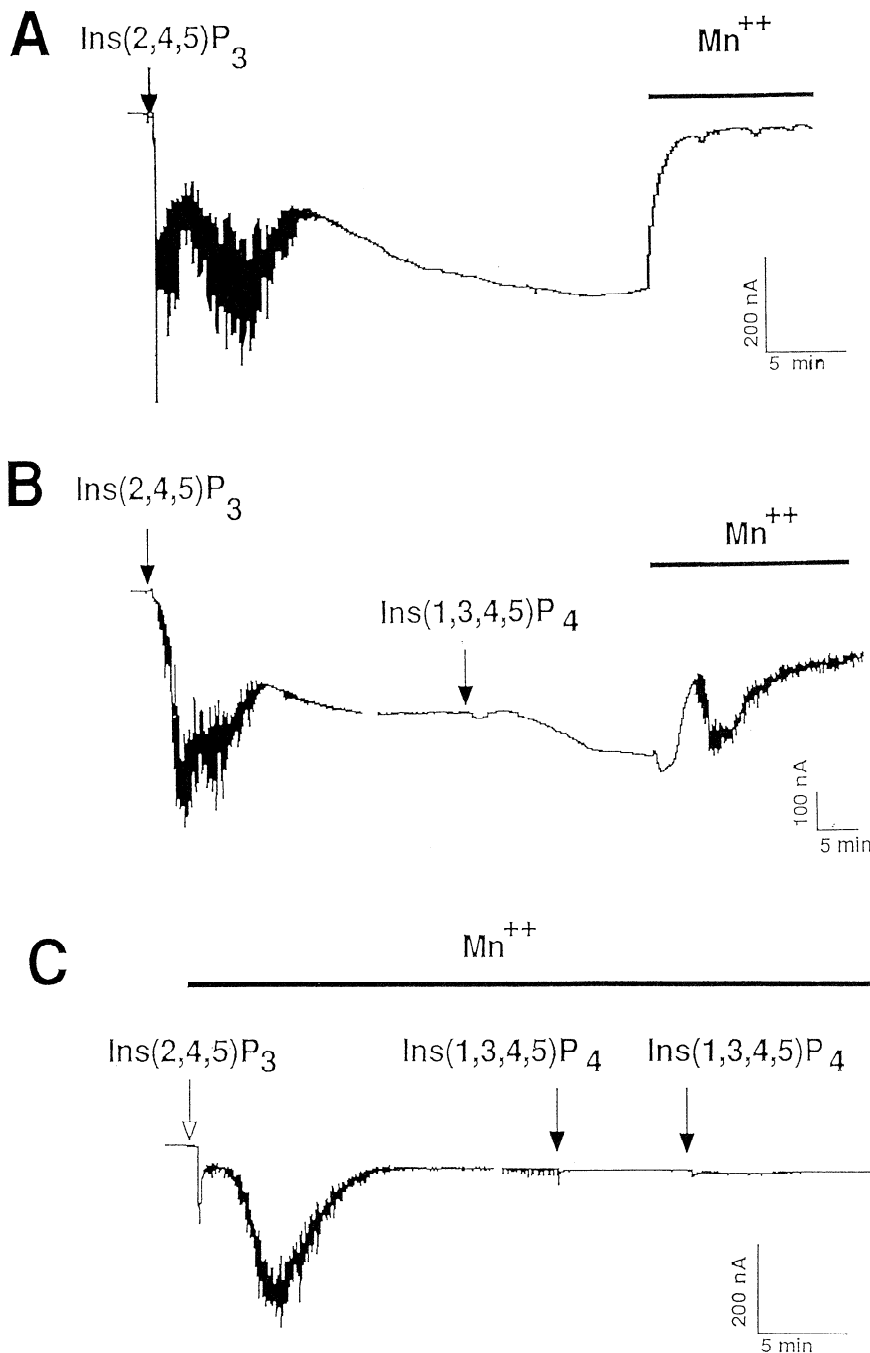 A
Ins(2,4,5)P3
Mn++
200 nA
5 min
B
Ins(2,4,5)P3
Mn++
Ins(1,3,4,5)P4
100 nA
5 min
C
Mn++
Ins(2,4,5)P3
Ins(1,3,4,5)P4
Ins(1,3,4,5)P4
200 nA
5 min